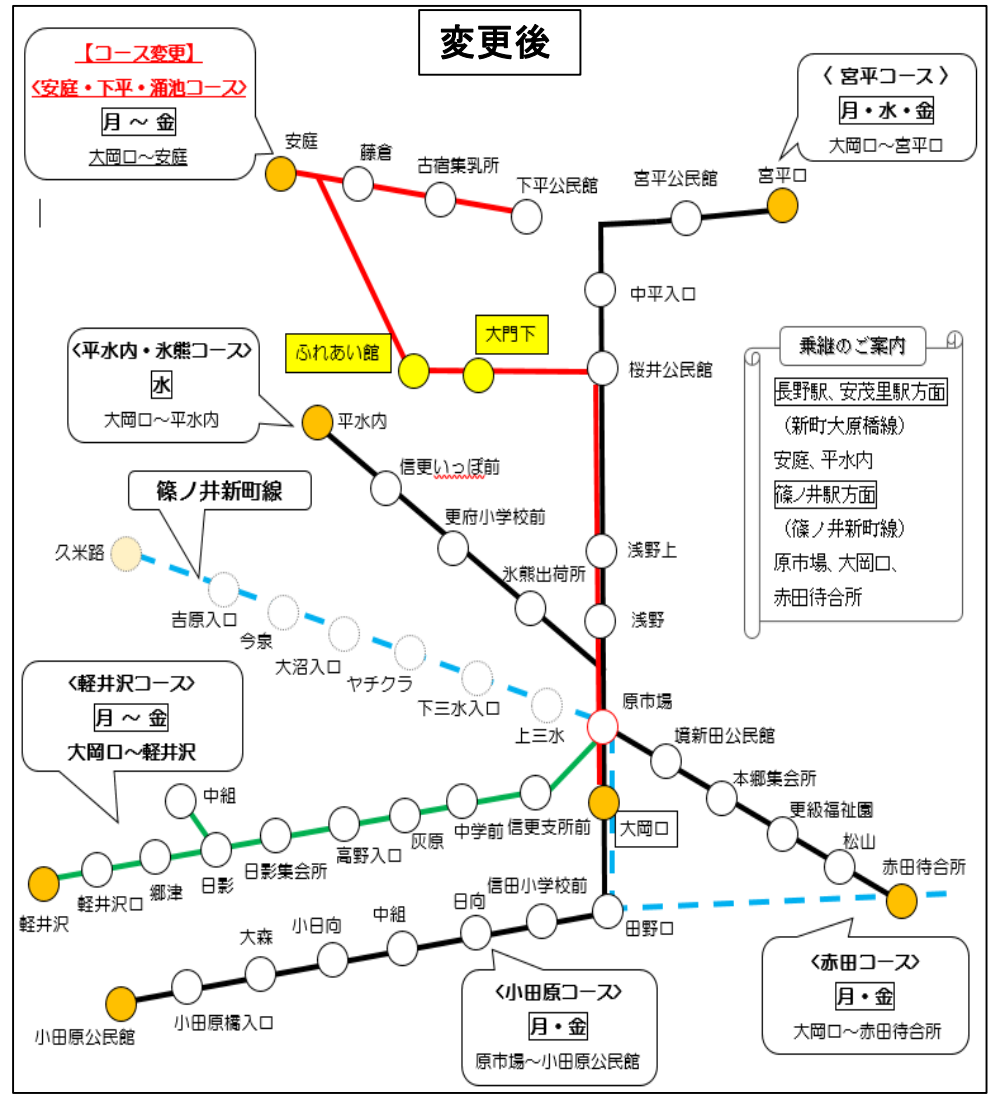 変更後
【コース変更】
〈安庭・下平・涌池コース〉
月 ～ 金
大岡口～安庭
〈 宮平コース 〉
月・水・金
大岡口～宮平口
安庭
藤倉
古宿集乳所
下平公民館
宮平公民館
宮平口
中平入口
ふれあい館
大門下
桜井公民館
〈平水内・氷熊コース〉
水
大岡口～平水内
平水内
信更いっぽ前
更府小学校前
氷熊出荷所
浅野上
浅野
乗継のご案内
長野駅、安茂里駅方面
（新町大原橋線）
安庭、平水内
篠ノ井駅方面
（篠ノ井新町線）
原市場、大岡口、
赤田待合所
篠ノ井新町線
久米路
吉原入口
今泉
大沼入口
ヤチクラ
下三水入口
上三水
原市場
〈軽井沢コース〉
月 ～ 金
大岡口～軽井沢
境新田公民館
本郷集会所
更級福祉園
松山
赤田待合所
中組
軽井沢
軽井沢口
郷津
日影
日影集会所
高野入口
灰原
中学前
信更支所前
大岡口
小田原公民館
小田原橋入口
大森
小日向
中組
日向
信田小学校前
田野口
〈小田原コース〉
月・金
原市場～小田原公民館
〈赤田コース〉
月・金
大岡口～赤田待合所